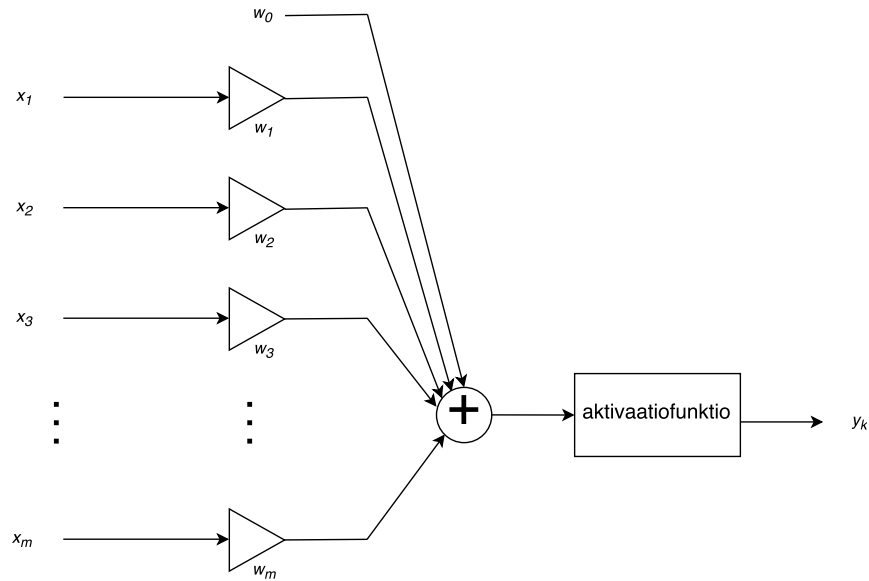 w₀
x₁
w₁
x₂
w₂
x₃
w₃
+
aktivaatiofunktio
yₖ
xₘ
wₘ